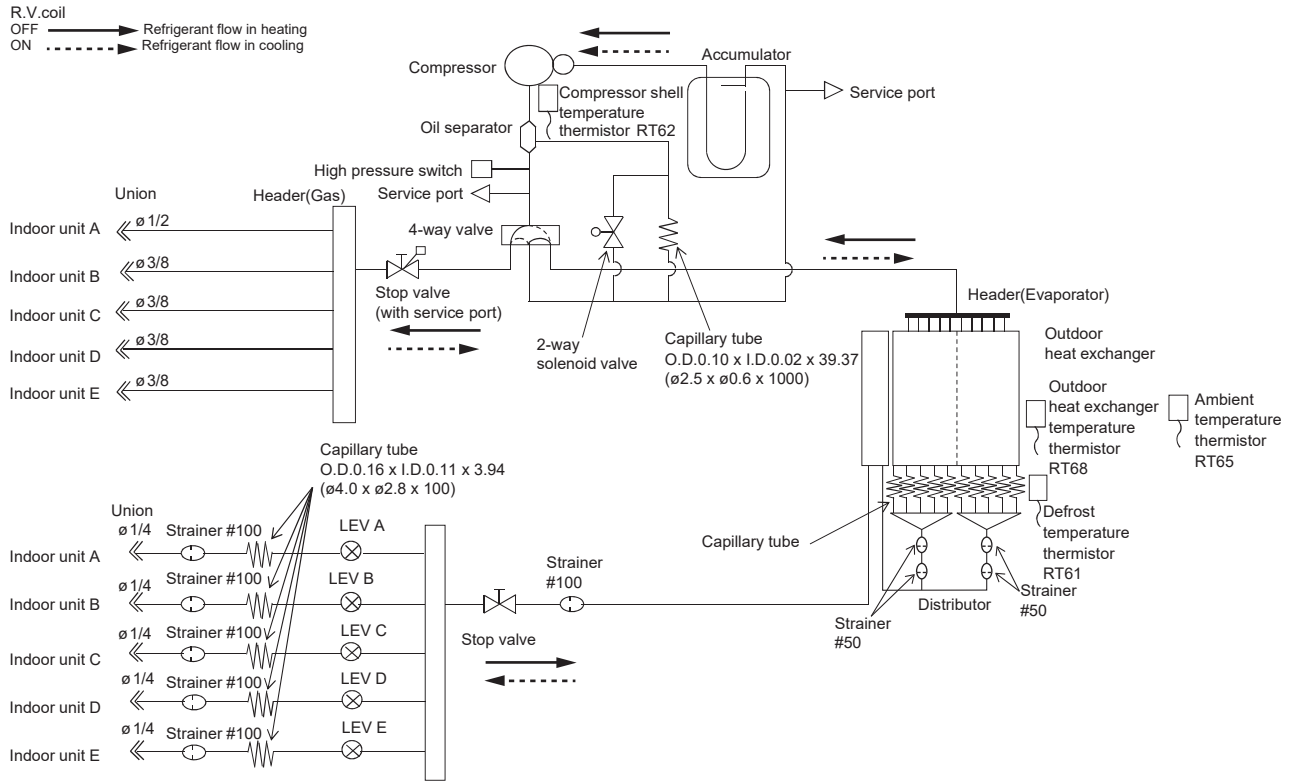 R.V.coil
OFF
Refrigerant flow in heating
ON
Refrigerant flow in cooling
Compressor
Accumulator
Service port
Compressor shell
temperature
thermistor RT62
Oil separator
High pressure switch
Service port
4-way valve
Union
Header(Gas)
Indoor unit A
ø 1/2
Indoor unit B
ø 3/8
Indoor unit C
ø 3/8
Indoor unit D
ø 3/8
Indoor unit E
ø 3/8
Stop valve
(with service port)
2-way
solenoid valve
Capillary tube
O.D.0.10 x I.D.0.02 x 39.37
(ø2.5 x ø0.6 x 1000)
Header(Evaporator)
Outdoor
heat exchanger
Outdoor
heat exchanger
temperature
thermistor
RT68
Ambient
temperature
thermistor
RT65
Defrost
temperature
thermistor
RT61
Capillary tube
Strainer
#50
Distributor
Strainer
#50
Capillary tube
O.D.0.16 x I.D.0.11 x 3.94
(ø4.0 x ø2.8 x 100)
Union
Indoor unit A
ø 1/4
Strainer #100
LEV A
Indoor unit B
ø 1/4
Strainer #100
LEV B
Indoor unit C
ø 1/4
Strainer #100
LEV C
Indoor unit D
ø 1/4
Strainer #100
LEV D
Indoor unit E
ø 1/4
Strainer #100
LEV E
Stop valve
Strainer
#100